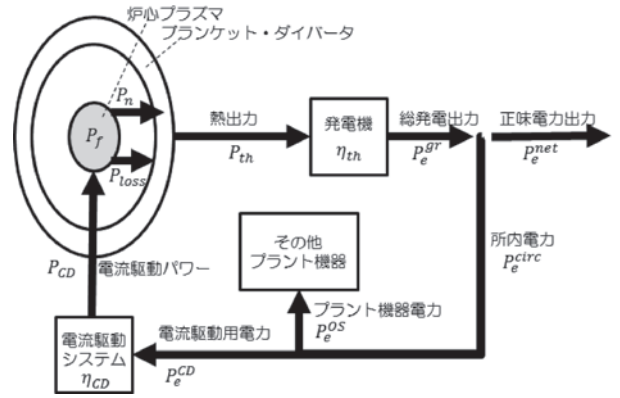 炉心プラズマ
ブランケット・ダイバータ
P_n
P_f
P_loss
熱出力
P_th
発電機
η_th
総発電出力
P_e^gr
正味電力出力
P_e^net
所内電力
P_e^circ
その他
プラント機器
プラント機器電力
P_e^OS
P_CD
電流駆動パワー
電流駆動
システム
η_CD
電流駆動用電力
P_e^CD